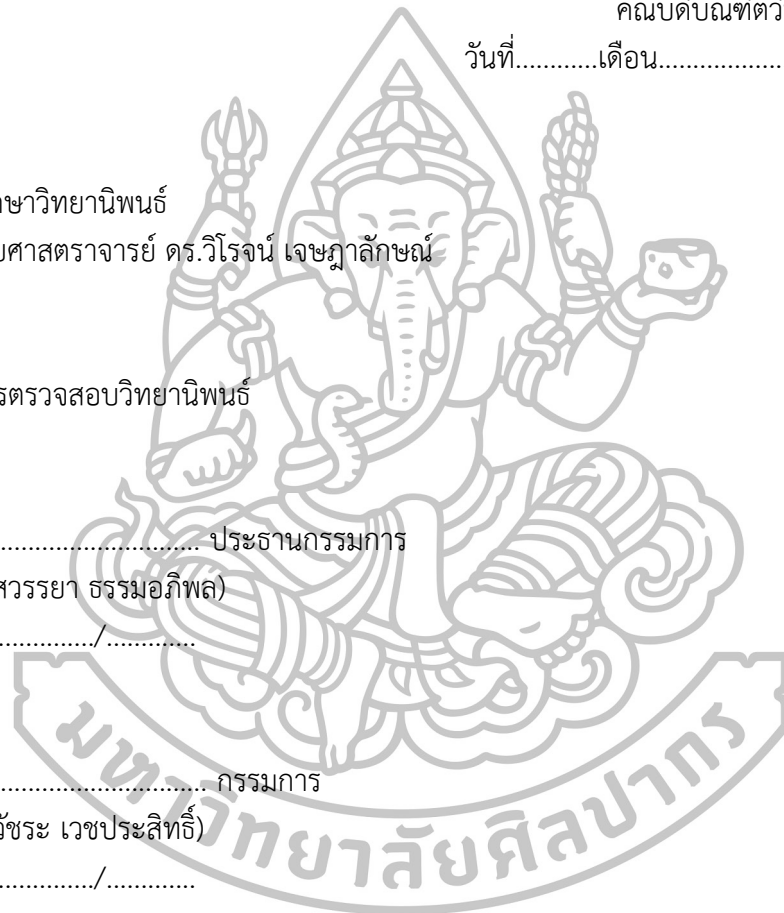 คณบดีบัณฑิตวิ
วันที่............เดือน..................
กษาวิทยานิพนธ์
ยศาสตราจารย์ ดร.วิโรจน์ เจษฎาลักษณ์
รตรวจสอบวิทยานิพนธ์
............................ ประธานกรรมการ
สวรรยา ธรรมอภิพล)
............./.............
............................. กรรมการ
วัชระ เวชประสิทธิ์)
............./.............
มหาวิทยาลัยศิลปากร